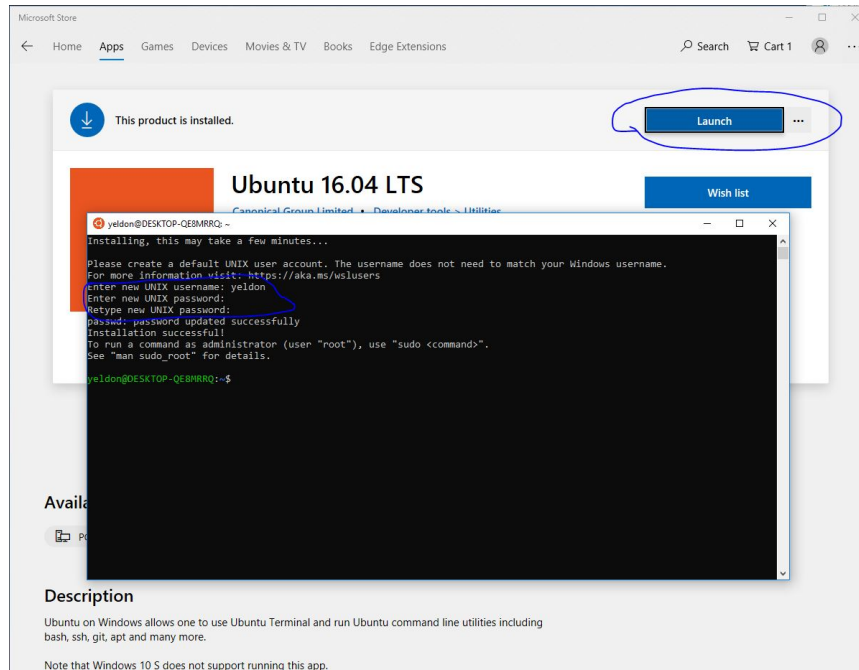 Microsoft Store
Home Apps Games Devices Movies & TV Books Edge Extensions Search Cart 1
This product is installed.
Launch
Ubuntu 16.04 LTS
Wish list
Canonical Group Limited • Developer tools > Utilities
yeldon@DESKTOP-QE8MRRQ: ~
Installing, this may take a few minutes...
Please create a default UNIX user account. The username does not need to match your Windows username.
For more information visit: https://aka.ms/wslusers
Enter new UNIX username: yeldon
Enter new UNIX password:
Retype new UNIX password:
passwd: password updated successfully
Installation successful!
To run a command as administrator (user "root"), use "sudo <command>".
See "man sudo_root" for details.
yeldon@DESKTOP-QE8MRRQ:~$
Description
Ubuntu on Windows allows one to use Ubuntu Terminal and run Ubuntu command line utilities including
bash, ssh, git, apt and many more.
Note that Windows 10 S does not support running this app.